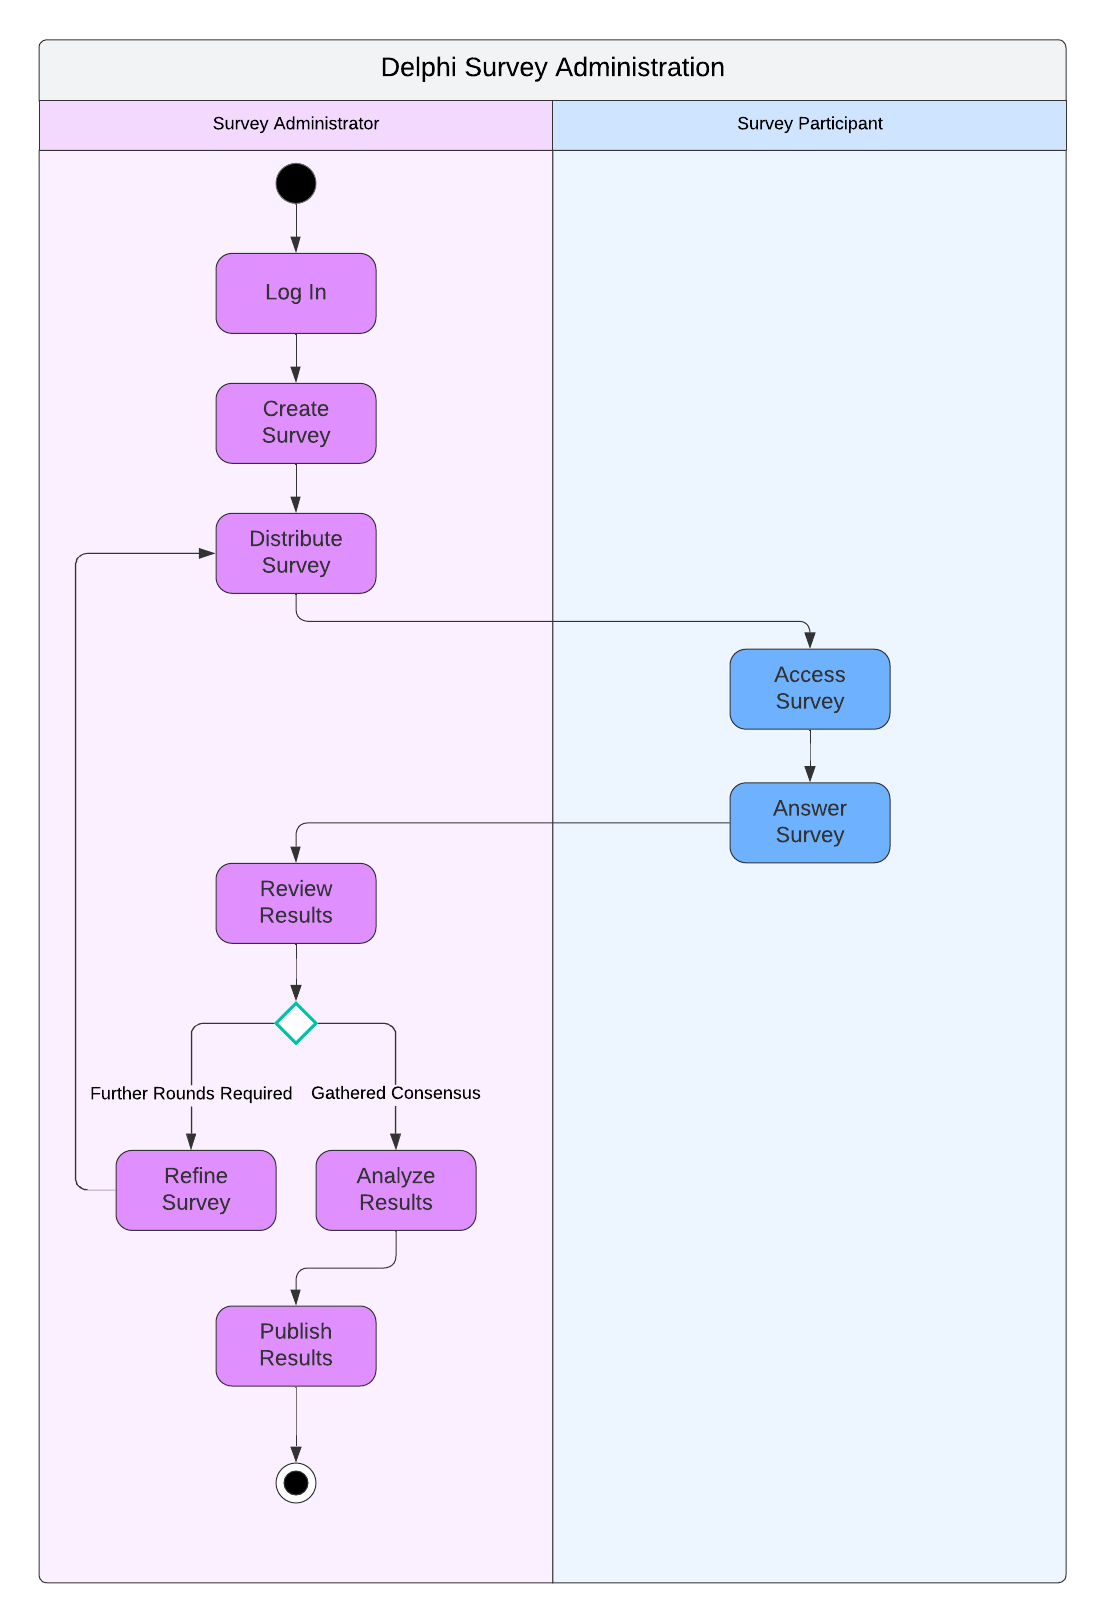 Delphi Survey Administration
Survey Administrator
Survey Participant
Log In
Create
Survey
Distribute
Survey
Access
Survey
Answer
Survey
Review
Results
Further Rounds Required
Gathered Consensus
Refine
Survey
Analyze
Results
Publish
Results